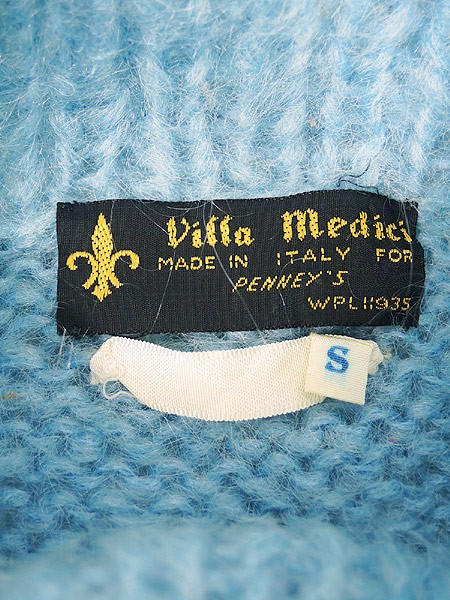 Villa Medici
MADE IN ITALY FOR
PENNEY'S
WPL11935
S